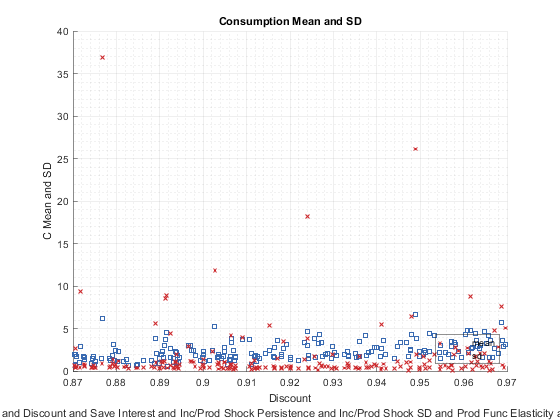 Consumption Mean and SD
40
35
30
25
20
15
10
5
0
C Mean and SD
0.87 0.88 0.89 0.9 0.91 0.92 0.93 0.94 0.95 0.96 0.97
Discount
and Discount and Save Interest and Inc/Prod Shock Persistence and Inc/Prod Shock SD and Prod Func Elasticity